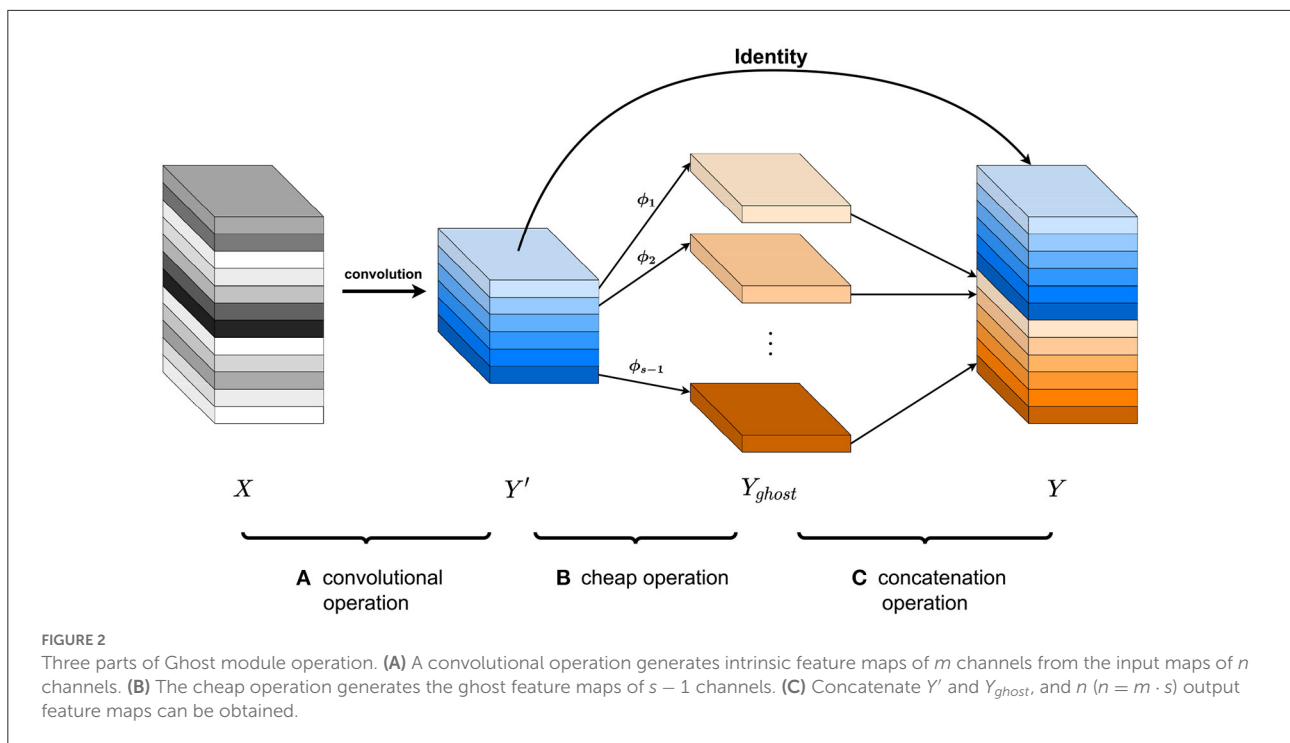 Identity
convolution
ϕ₁
ϕ₂
⋮
ϕₛ₋₁
X
Y′
Y_ghost
Y
A convolutional
operation
B cheap operation
C concatenation
operation
FIGURE 2
Three parts of Ghost module operation. (A) A convolutional operation generates intrinsic feature maps of m channels from the input maps of n
channels. (B) The cheap operation generates the ghost feature maps of s − 1 channels. (C) Concatenate Y′ and Y_ghost, and n (n = m · s) output
feature maps can be obtained.